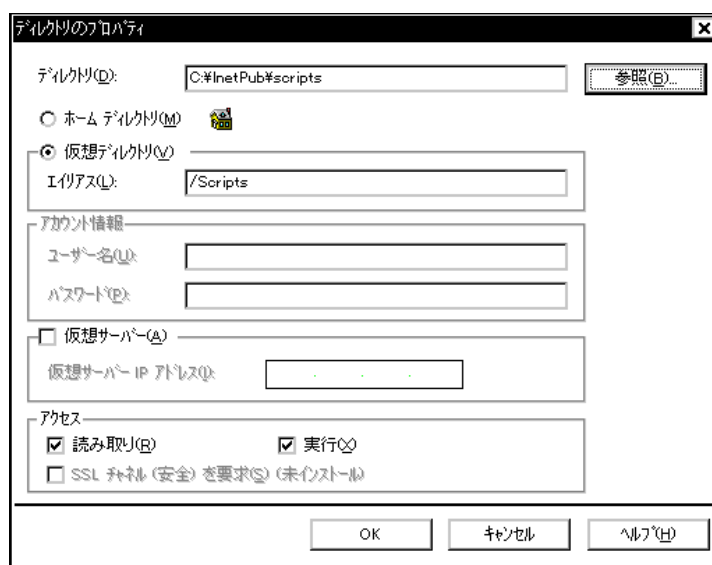 ディレクトリのプロパティ
ディレクトリ(D): C:¥InetPub¥scripts 参照(B)...
ホーム ディレクトリ(M)
仮想ディレクトリ(V)
エイリアス(L): /Scripts
アカウント情報
ユーザー名(U):
パスワード(P):
仮想サーバー(A)
仮想サーバー IP アドレス(I):
アクセス
読み取り(R) 実行(X)
SSL チャネル (安全) を要求(S) (未インストール)
OK キャンセル ヘルプ(H)